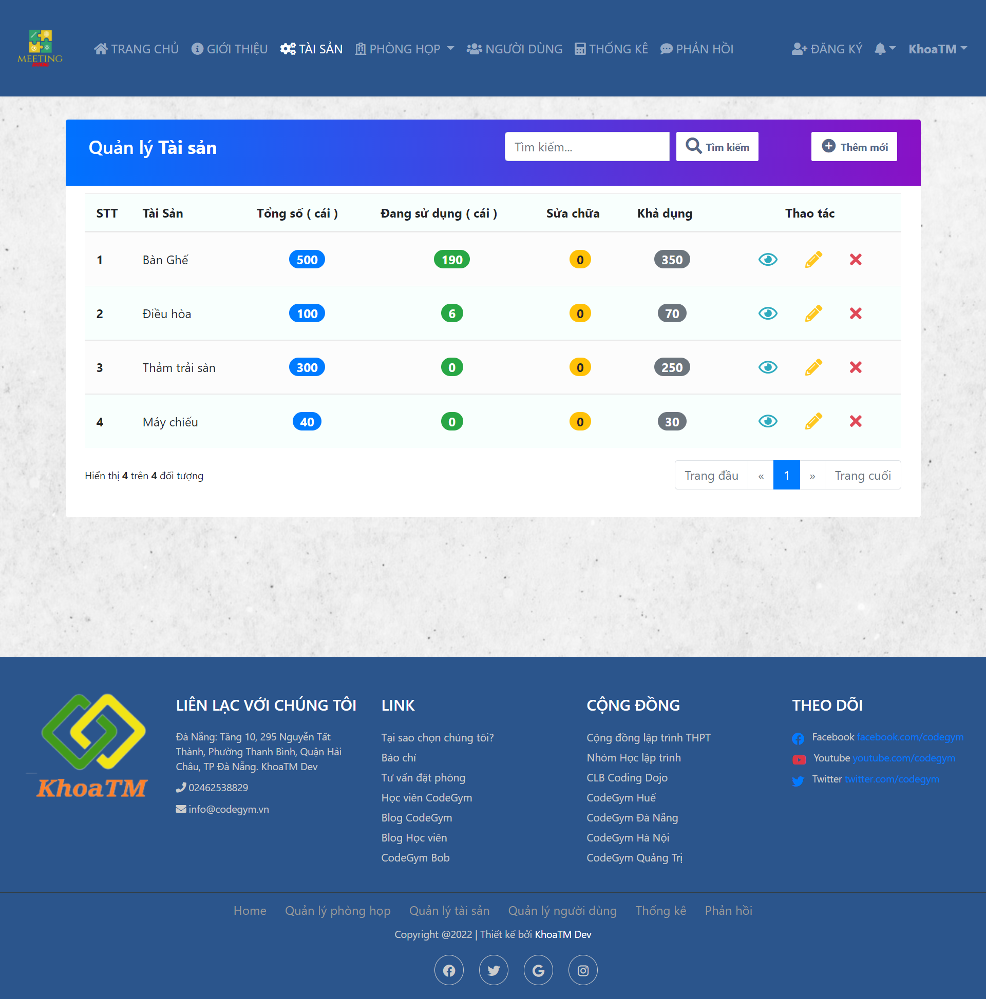 MEETING
TRANG CHỦ GIỚI THIỆU TÀI SẢN PHÒNG HỌP NGƯỜI DÙNG THỐNG KÊ PHẢN HỒI ĐĂNG KÝ KhoaTM
Quản lý Tài sản Tìm kiếm... Tìm kiếm Thêm mới
STT Tài Sản Tổng số ( cái ) Đang sử dụng ( cái ) Sửa chữa Khả dụng Thao tác
1 Bàn Ghế 500 190 0 350
2 Điều hòa 100 6 0 70
3 Thảm trải sàn 300 0 0 250
4 Máy chiếu 40 0 0 30
Hiển thị 4 trên 4 đối tượng
Trang đầu « 1 » Trang cuối
KhoaTM
LIÊN LẠC VỚI CHÚNG TÔI
Đà Nẵng: Tầng 10, 295 Nguyễn Tất
Thành, Phường Thanh Bình, Quận Hải
Châu, TP Đà Nẵng. KhoaTM Dev
02462538829
info@codegym.vn
LINK
Tại sao chọn chúng tôi?
Báo chí
Tư vấn đặt phòng
Học viên CodeGym
Blog CodeGym
Blog Học viên
CodeGym Bob
CỘNG ĐỒNG
Cộng đồng lập trình THPT
Nhóm Học lập trình
CLB Coding Dojo
CodeGym Huế
CodeGym Đà Nẵng
CodeGym Hà Nội
CodeGym Quảng Trị
THEO DÕI
Facebook facebook.com/codegym
Youtube youtube.com/codegym
Twitter twitter.com/codegym
Home Quản lý phòng họp Quản lý tài sản Quản lý người dùng Thống kê Phản hồi
Copyright @2022 | Thiết kế bởi KhoaTM Dev